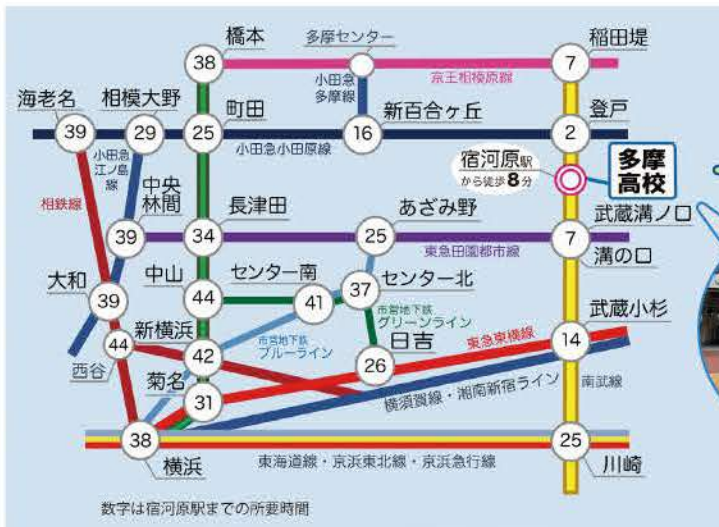 橋本
多摩センター
稲田堤
38
7
小田急
多摩線
京王相模原線
海老名
相模大野
町田
新百合ヶ丘
登戸
39
29
25
16
2
小田急
江ノ島
線
小田急小田原線
宿河原駅
から徒歩8分
多摩
高校
相鉄線
中央
林間
長津田
あざみ野
武蔵溝ノ口
39
34
25
7
東急田園都市線
溝の口
大和
中山
センター南
センター北
39
44
41
37
市営地下鉄
グリーンライン
武蔵小杉
新横浜
市営地下鉄
ブルーライン
日吉
東急東横線
14
44
42
26
西谷
菊名
31
横須賀線・湘南新宿ライン
南武線
38
25
横浜
東海道線・京浜東北線・京浜急行線
川崎
数字は宿河原駅までの所要時間